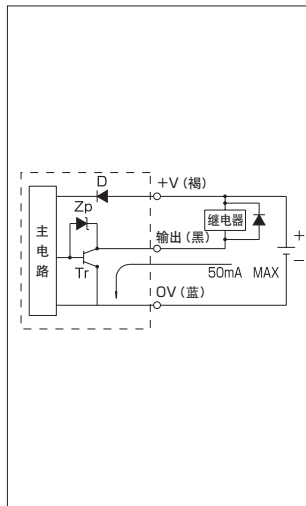 D
+V (褐)
Zp
继电器
主电路
输出 (黑)
+
Tr
50mA MAX
−
0V (蓝)